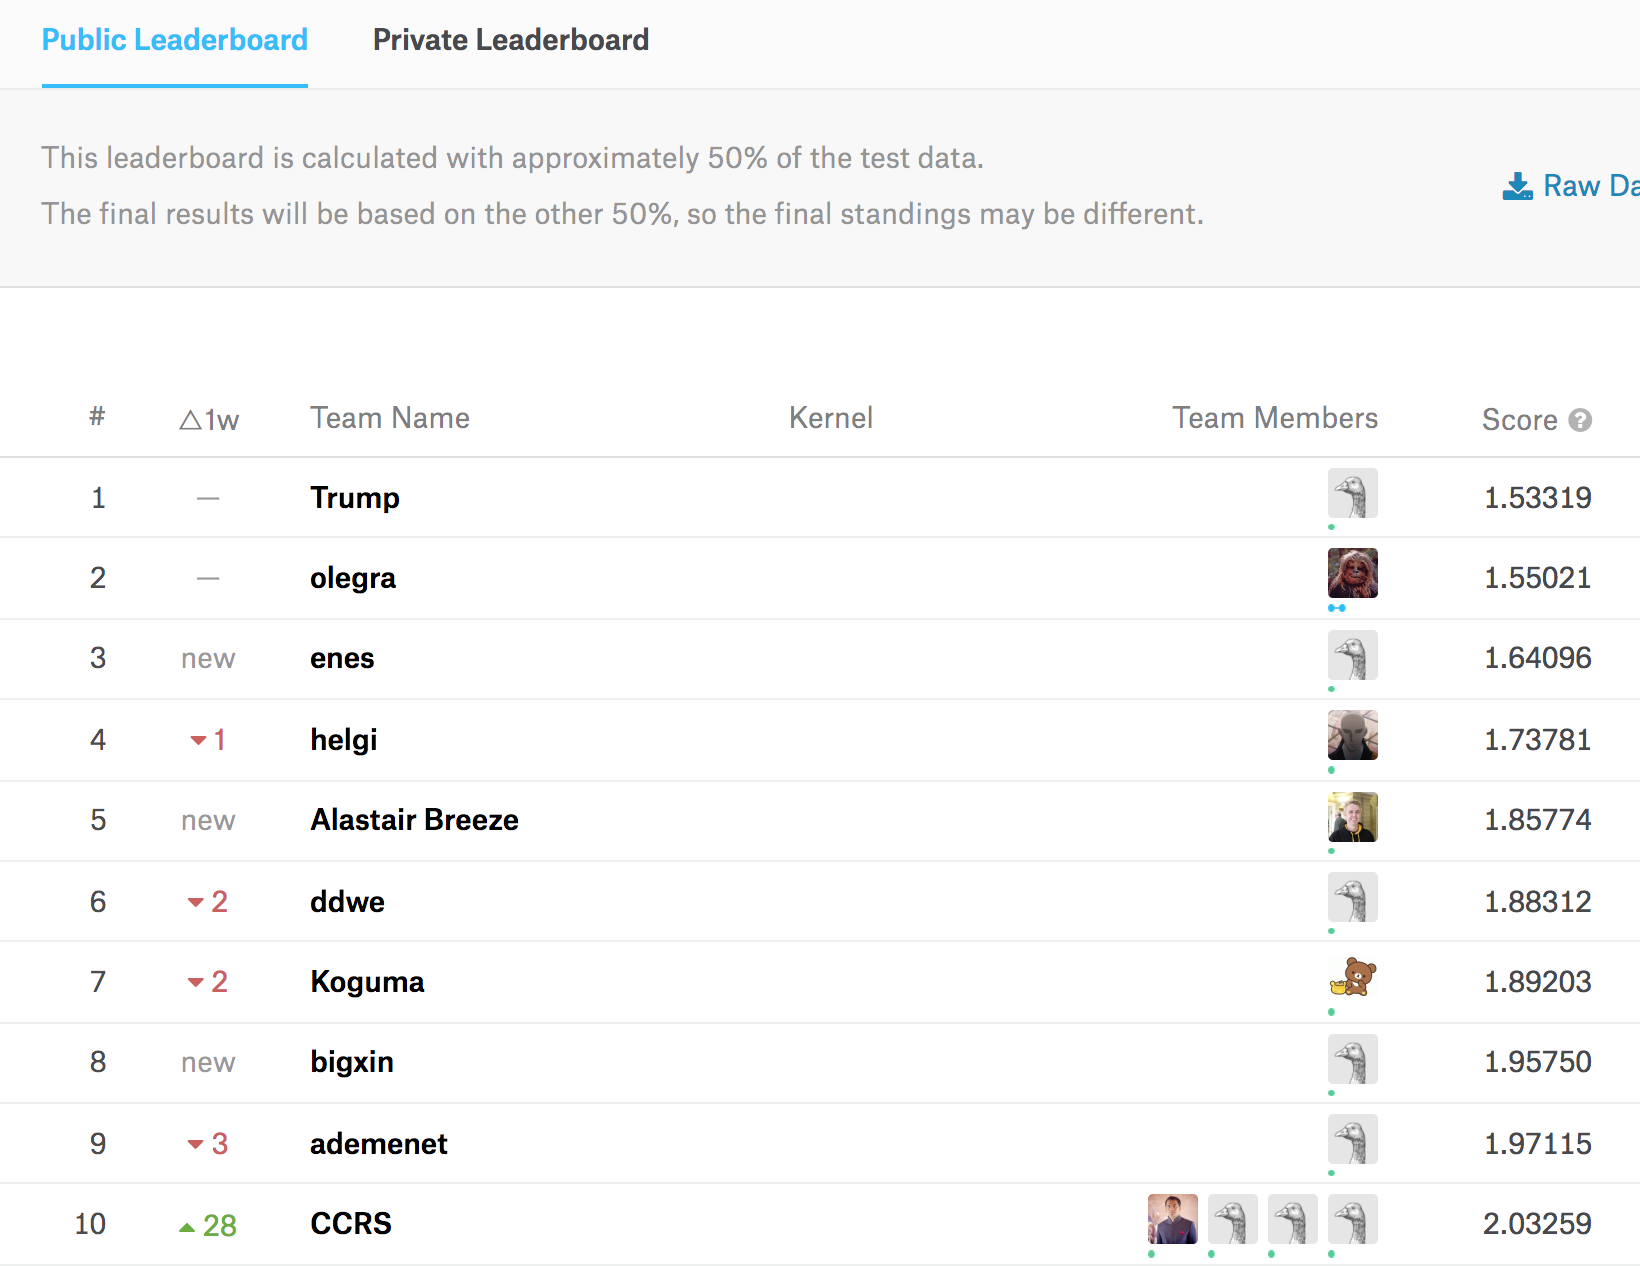 Public Leaderboard Private Leaderboard
This leaderboard is calculated with approximately 50% of the test data.
The final results will be based on the other 50%, so the final standings may be different.
Raw Da
# △1w Team Name Kernel Team Members Score ?
1 — Trump 1.53319
2 — olegra 1.55021
3 new enes 1.64096
4 ▼1 helgi 1.73781
5 new Alastair Breeze 1.85774
6 ▼2 ddwe 1.88312
7 ▼2 Koguma 1.89203
8 new bigxin 1.95750
9 ▼3 ademenet 1.97115
10 ▲28 CCRS 2.03259